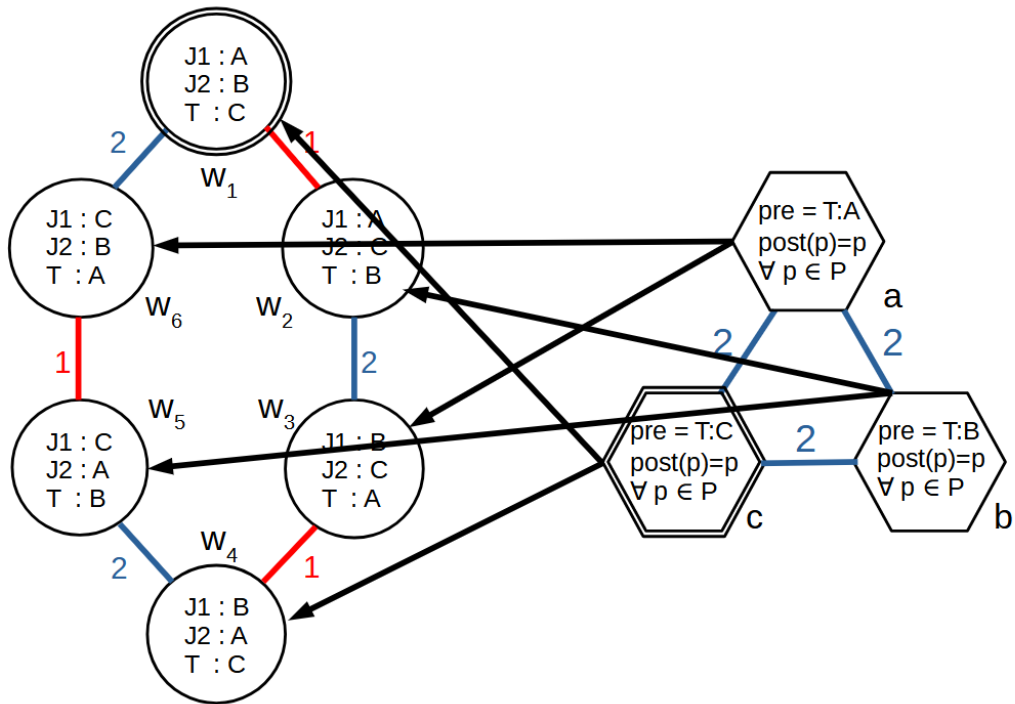 J1 : A
J2 : B
T : C
2
1
w1
J1 : C
J2 : B
T : A
w6
J1 : A
J2 : C
T : B
w2
pre = T:A
post(p)=p
∀ p ∈ P
a
1
2
2
2
w5
w3
J1 : C
J2 : A
T : B
J1 : B
J2 : C
T : A
pre = T:C
post(p)=p
∀ p ∈ P
c
2
pre = T:B
post(p)=p
∀ p ∈ P
b
2
w4
1
J1 : B
J2 : A
T : C